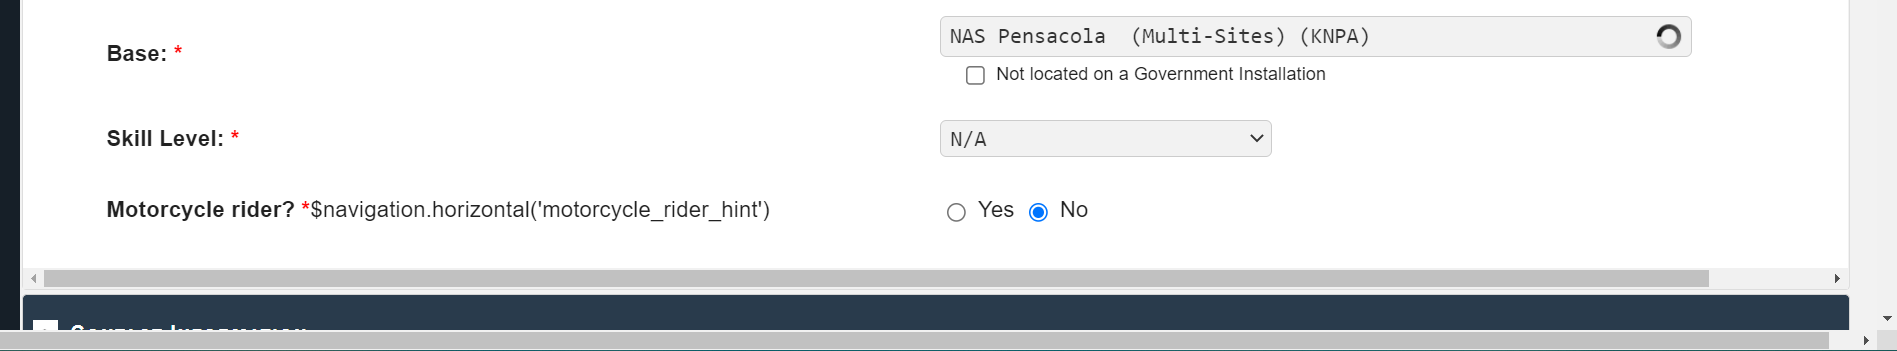 Base: *
NAS Pensacola  (Multi-Sites) (KNPA)
Not located on a Government Installation
Skill Level: *
N/A
Motorcycle rider? *$navigation.horizontal('motorcycle_rider_hint')
Yes
No